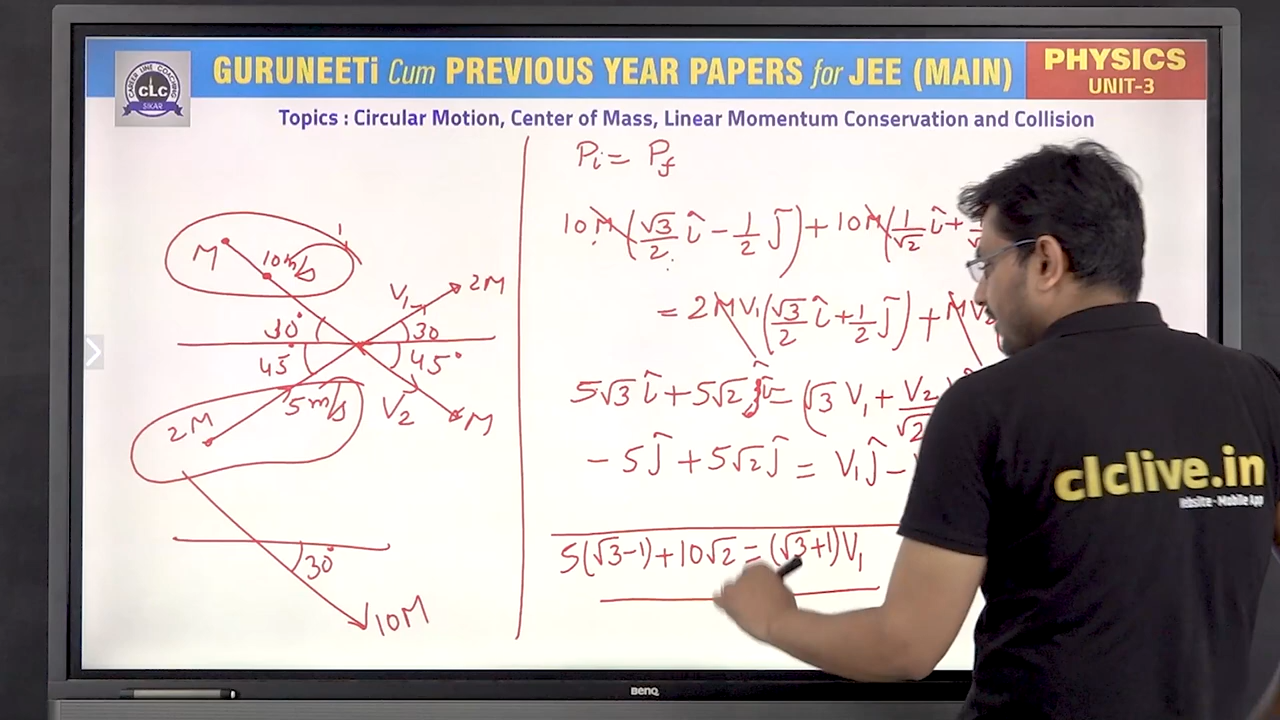 CAREER LINE COACHING
CLC
SIKAR
GURUNEETi Cum PREVIOUS YEAR PAPERS for JEE (MAIN)
PHYSICS
UNIT-3
Topics : Circular Motion, Center of Mass, Linear Momentum Conservation and Collision
M
10m/s
V₁
2M
30°
30
45°
45°
2M
5m/s
V₂
M
30°
10M
Pi = Pf
10M(√3/2 î - 1/2 ĵ) + 10M(1/√2 î +
= 2MV₁(√3/2 î + 1/2 ĵ) + MV₂
5√3 î + 5√2 î = (√3 V₁ + V₂/√2
- 5 ĵ + 5√2 ĵ = V₁ ĵ -
5(√3-1) + 10√2 = (√3+1)V₁
clclive.in
Website - Mobile App
BenQ